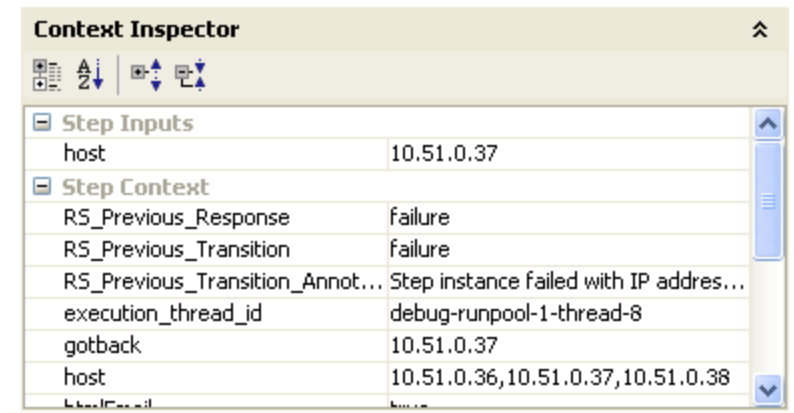 Context Inspector
Step Inputs
host 10.51.0.37
Step Context
RS_Previous_Response failure
RS_Previous_Transition failure
RS_Previous_Transition_Annot... Step instance failed with IP addres...
execution_thread_id debug-runpool-1-thread-8
gotback 10.51.0.37
host 10.51.0.36,10.51.0.37,10.51.0.38